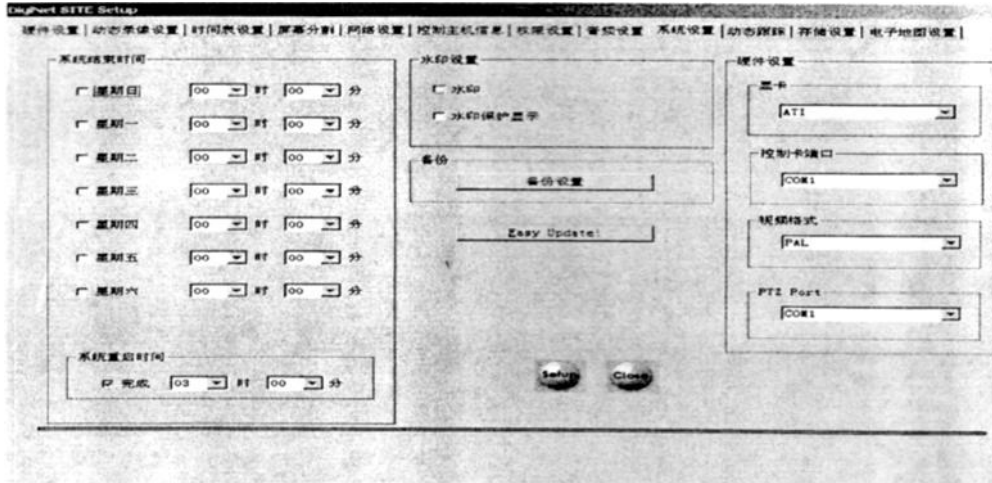 DigiNet SITE Setup
硬件设置 | 动态录像设置 | 时间表设置 | 屏幕分割 | 网络设置 | 控制主机信息 | 权限设置 | 音频设置 系统设置 | 动态跟踪 | 存储设置 | 电子地图设置 |
系统结束时间
星期日 00 时 00 分
星期一 00 时 00 分
星期二 00 时 00 分
星期三 00 时 00 分
星期四 00 时 00 分
星期五 00 时 00 分
星期六 00 时 00 分
系统重启时间
完成 03 时 00 分
水印设置
水印
水印保护显示
备份
备份设置
Easy Update!
Setup Close
硬件设置
显卡
ATI
控制卡端口
COM1
视频格式
PAL
PTZ Port
COM1